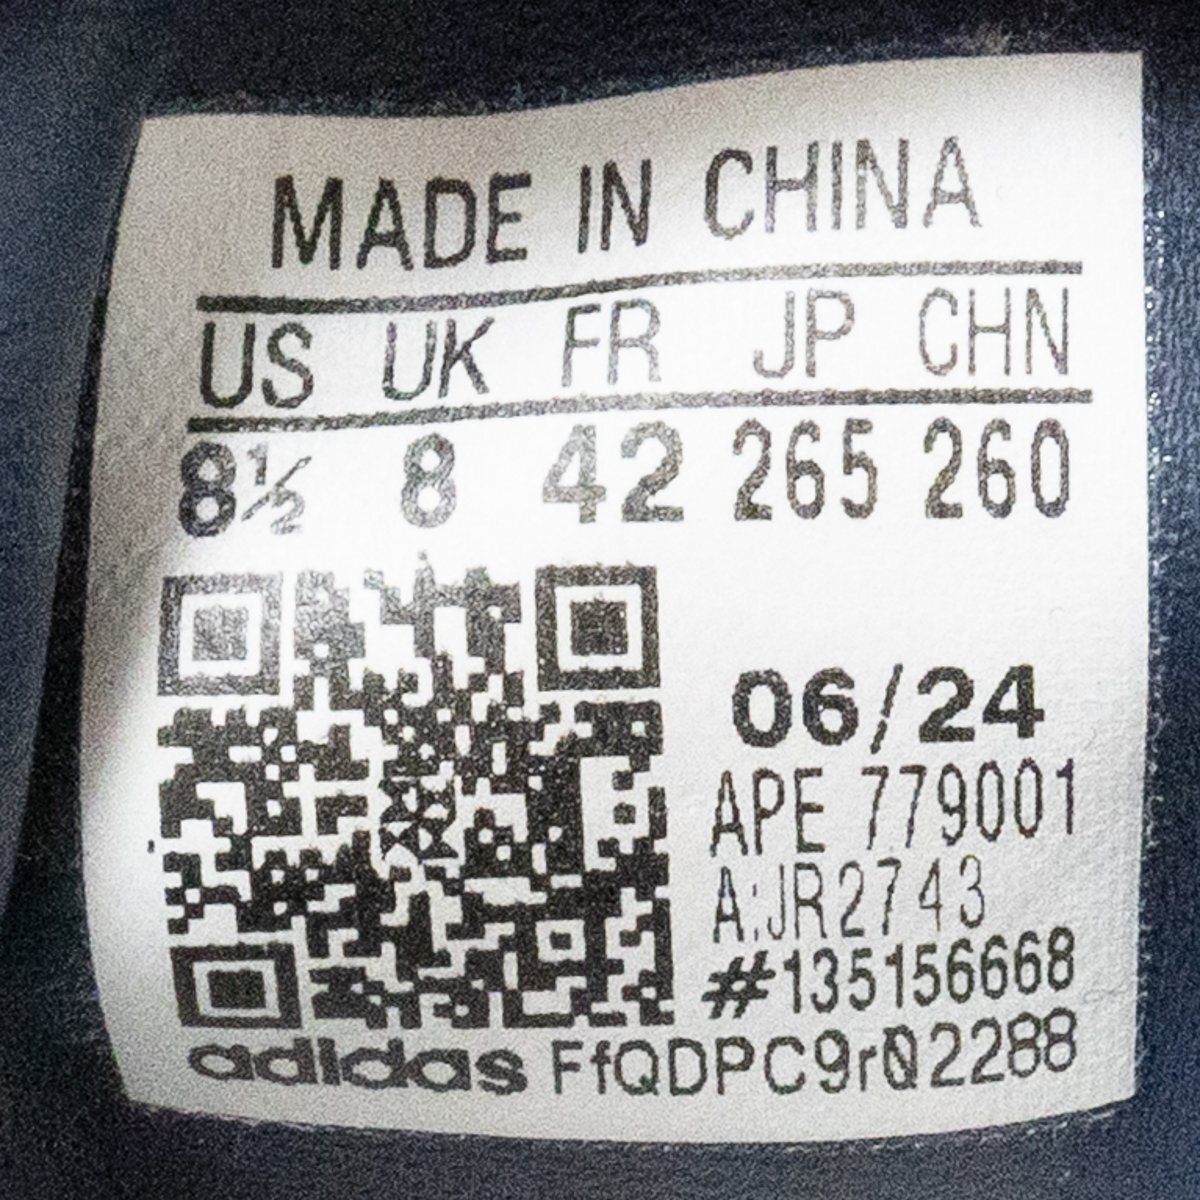 MADE IN CHINA
US UK FR JP CHN
8½ 8 42 265 260
06/24
APE 779001
A:JR2743
#135156668
adidas FfQDPC9r02288